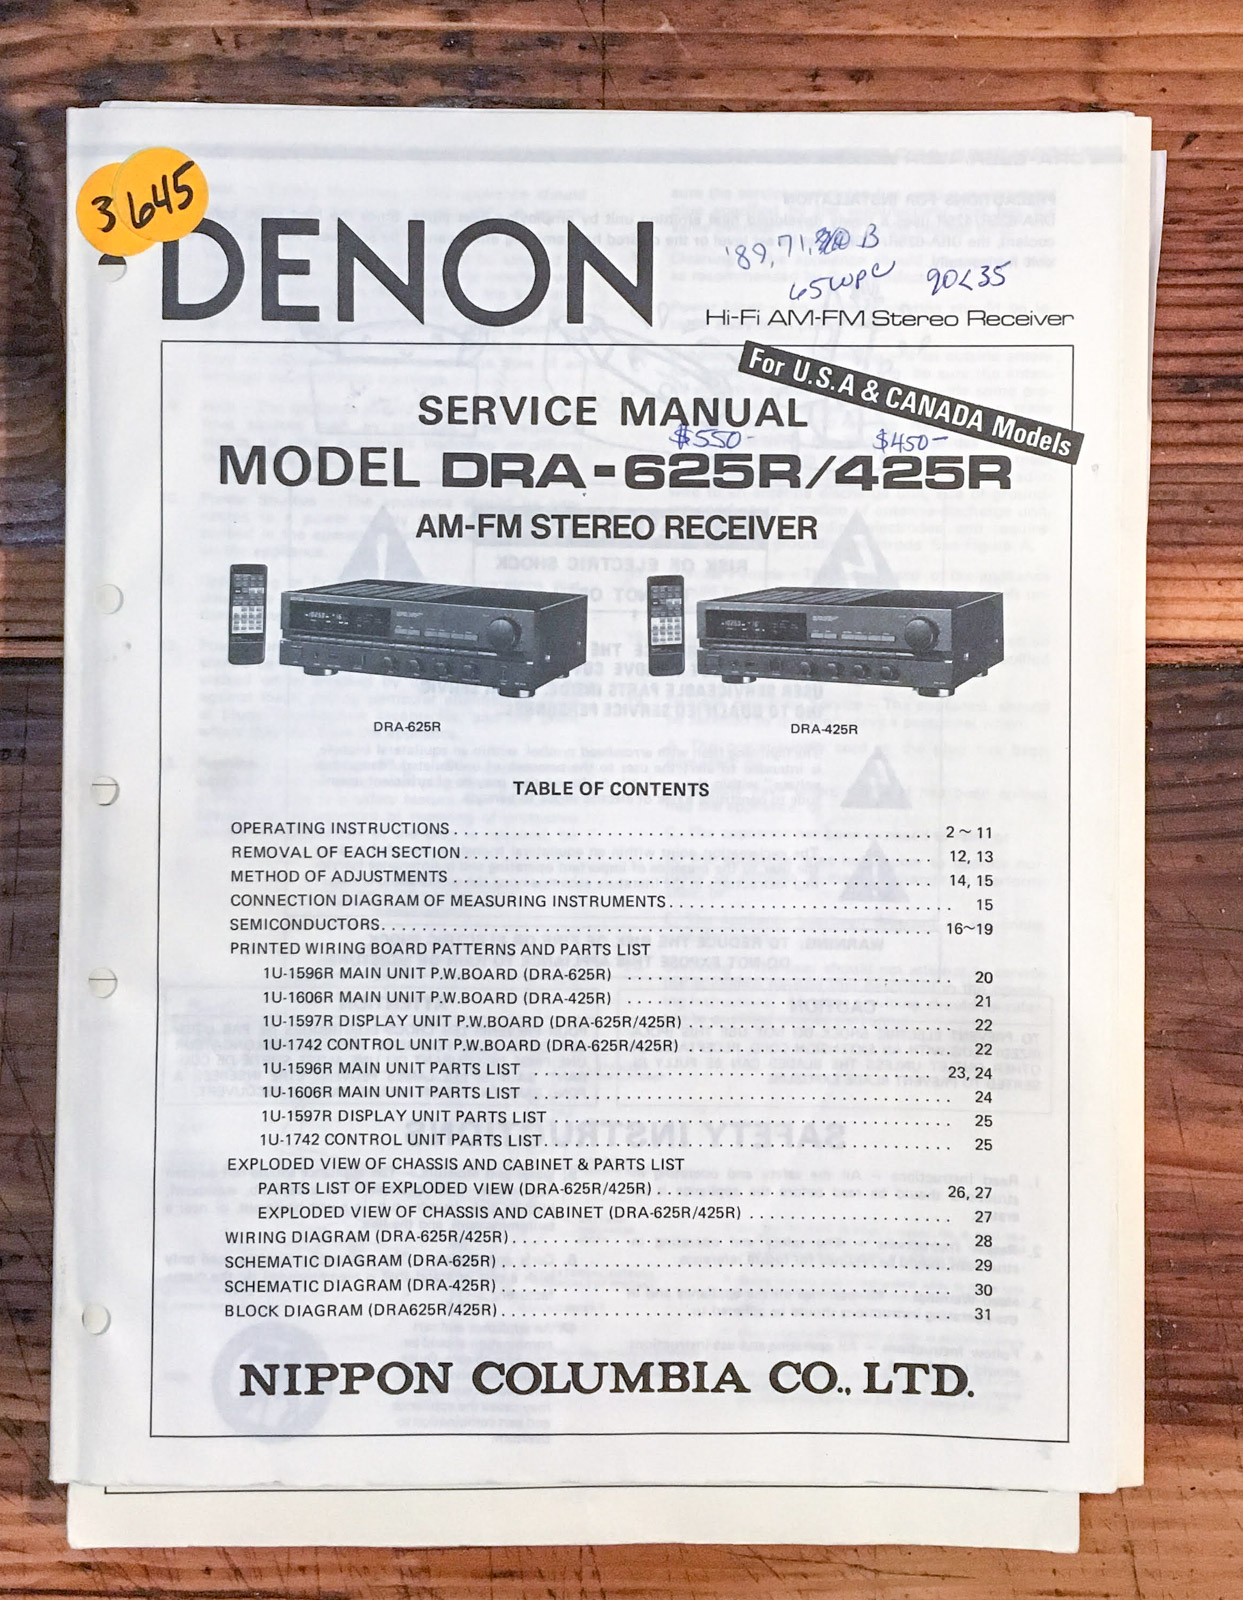 3 645
DENON
'89, 71, B
65WPC 90<35
Hi-Fi AM-FM Stereo Receiver
For U.S.A & CANADA Models
SERVICE MANUAL
$550- $450-
MODEL DRA-625R/425R
AM-FM STEREO RECEIVER
DRA-625R DRA-425R
TABLE OF CONTENTS
OPERATING INSTRUCTIONS 2~11
REMOVAL OF EACH SECTION 12, 13
METHOD OF ADJUSTMENTS 14, 15
CONNECTION DIAGRAM OF MEASURING INSTRUMENTS 15
SEMICONDUCTORS 16~19
PRINTED WIRING BOARD PATTERNS AND PARTS LIST
1U-1596R MAIN UNIT P.W.BOARD (DRA-625R) 20
1U-1606R MAIN UNIT P.W.BOARD (DRA-425R) 21
1U-1597R DISPLAY UNIT P.W.BOARD (DRA-625R/425R) 22
1U-1742 CONTROL UNIT P.W.BOARD (DRA-625R/425R) 22
1U-1596R MAIN UNIT PARTS LIST 23, 24
1U-1606R MAIN UNIT PARTS LIST 24
1U-1597R DISPLAY UNIT PARTS LIST 25
1U-1742 CONTROL UNIT PARTS LIST 25
EXPLODED VIEW OF CHASSIS AND CABINET & PARTS LIST
PARTS LIST OF EXPLODED VIEW (DRA-625R/425R) 26, 27
EXPLODED VIEW OF CHASSIS AND CABINET (DRA-625R/425R) 27
WIRING DIAGRAM (DRA-625R/425R) 28
SCHEMATIC DIAGRAM (DRA-625R) 29
SCHEMATIC DIAGRAM (DRA-425R) 30
BLOCK DIAGRAM (DRA625R/425R) 31
NIPPON COLUMBIA CO., LTD.